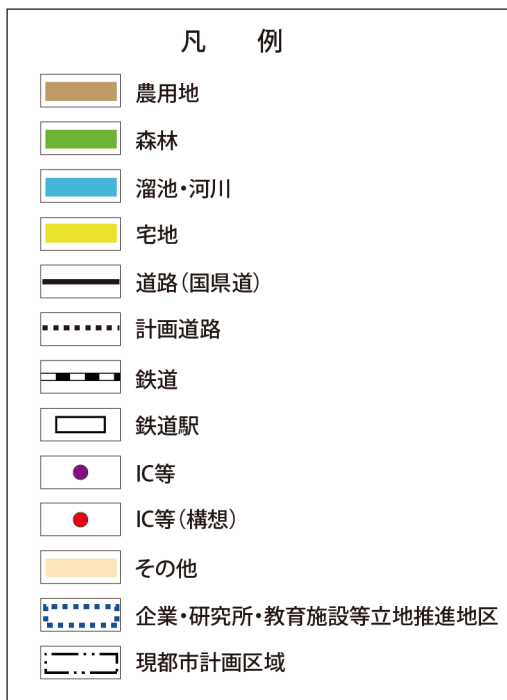 凡 例
農用地
森林
溜池・河川
宅地
道路（国県道）
計画道路
鉄道
鉄道駅
IC等
IC等（構想）
その他
企業・研究所・教育施設等立地推進地区
現都市計画区域